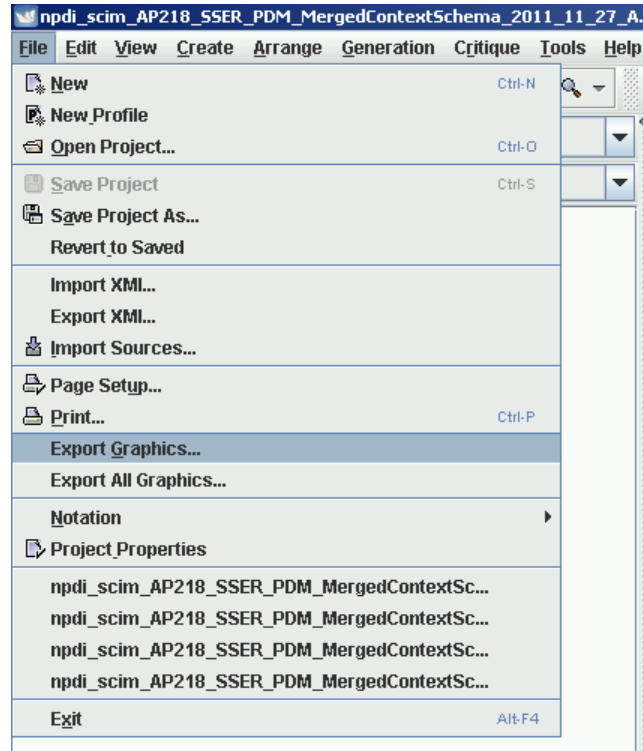 npdi_scim_AP218_SSER_PDM_MergedContextSchema_2011_11_27_A.
File Edit View Create Arrange Generation Critique Tools Help
New Ctrl-N
New Profile
Open Project... Ctrl-O
Save Project Ctrl-S
Save Project As...
Revert to Saved
Import XMI...
Export XMI...
Import Sources...
Page Setup...
Print... Ctrl-P
Export Graphics...
Export All Graphics...
Notation
Project Properties
npdi_scim_AP218_SSER_PDM_MergedContextSc...
npdi_scim_AP218_SSER_PDM_MergedContextSc...
npdi_scim_AP218_SSER_PDM_MergedContextSc...
npdi_scim_AP218_SSER_PDM_MergedContextSc...
Exit Alt-F4